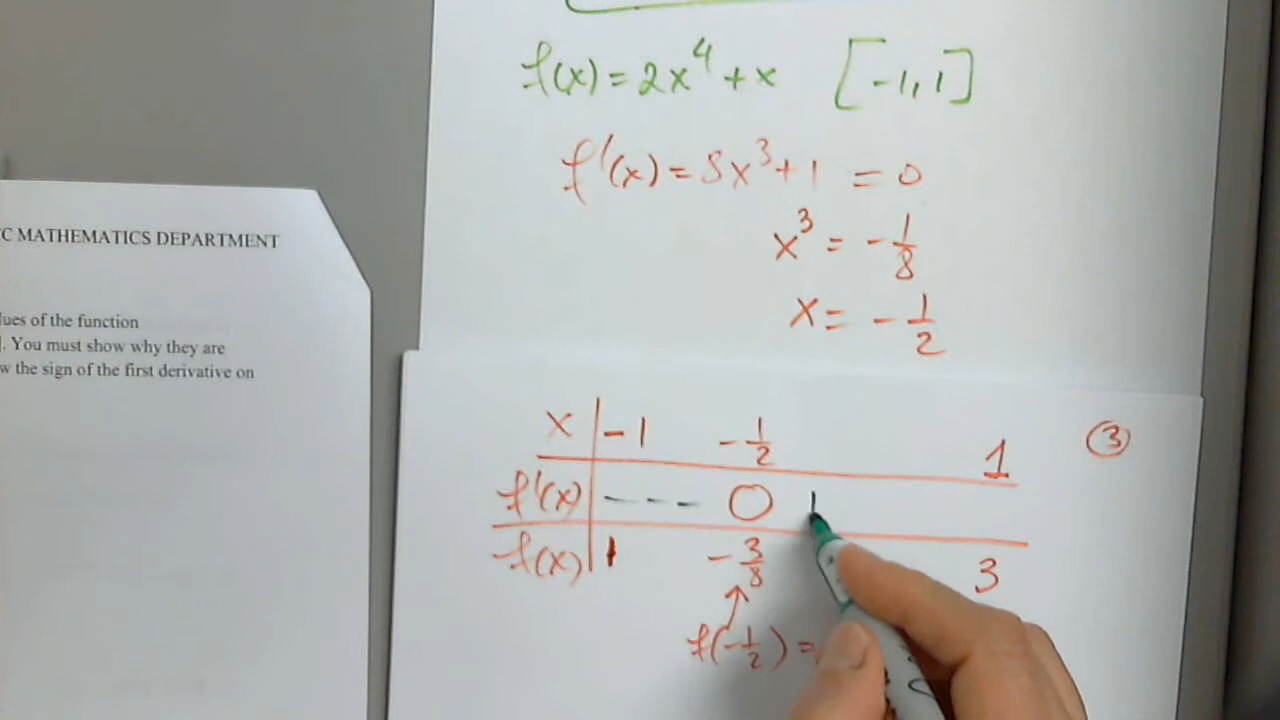 C MATHEMATICS DEPARTMENT
lues of the function
]. You must show why they are
w the sign of the first derivative on
f(x) = 2x⁴ + x [-1, 1]
f'(x) = 8x³ + 1 = 0
x³ = -1/8
x = -1/2
x | -1 -1/2 1 ③
f'(x) | - - - 0 |
f(x) | 1 -3/8 3
f(-1/2) =